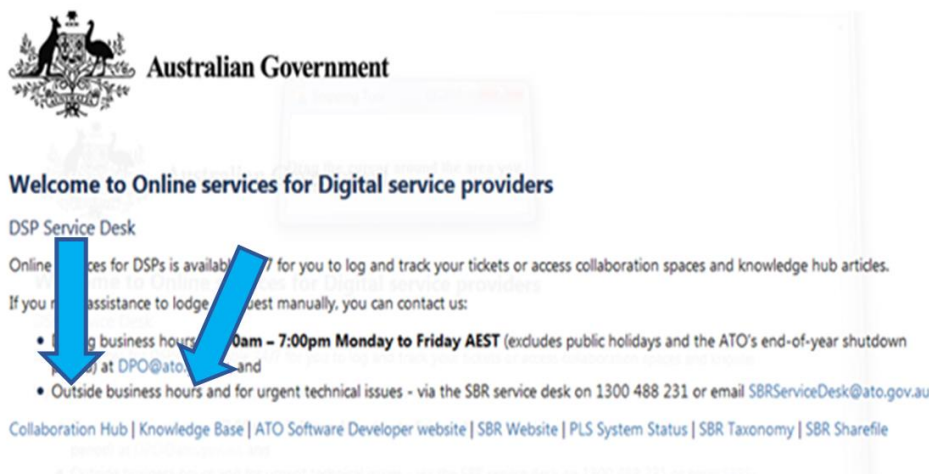 Australian Government
Welcome to Online services for Digital service providers
DSP Service Desk
Online for DSPs is 7 for you to log and track your tickets or access collaboration spaces and knowledge hub articles.
If you assistance to lodge manually, you can contact us:
• business hours 0am – 7:00pm Monday to Friday AEST (excludes public holidays and the ATO's end-of-year shutdown
at DPO@ato. and
• Outside business hours and for urgent technical issues - via the SBR service desk on 1300 488 231 or email SBRServiceDesk@ato.gov.au
Collaboration Hub | Knowledge Base | ATO Software Developer website | SBR Website | PLS System Status | SBR Taxonomy | SBR Sharefile